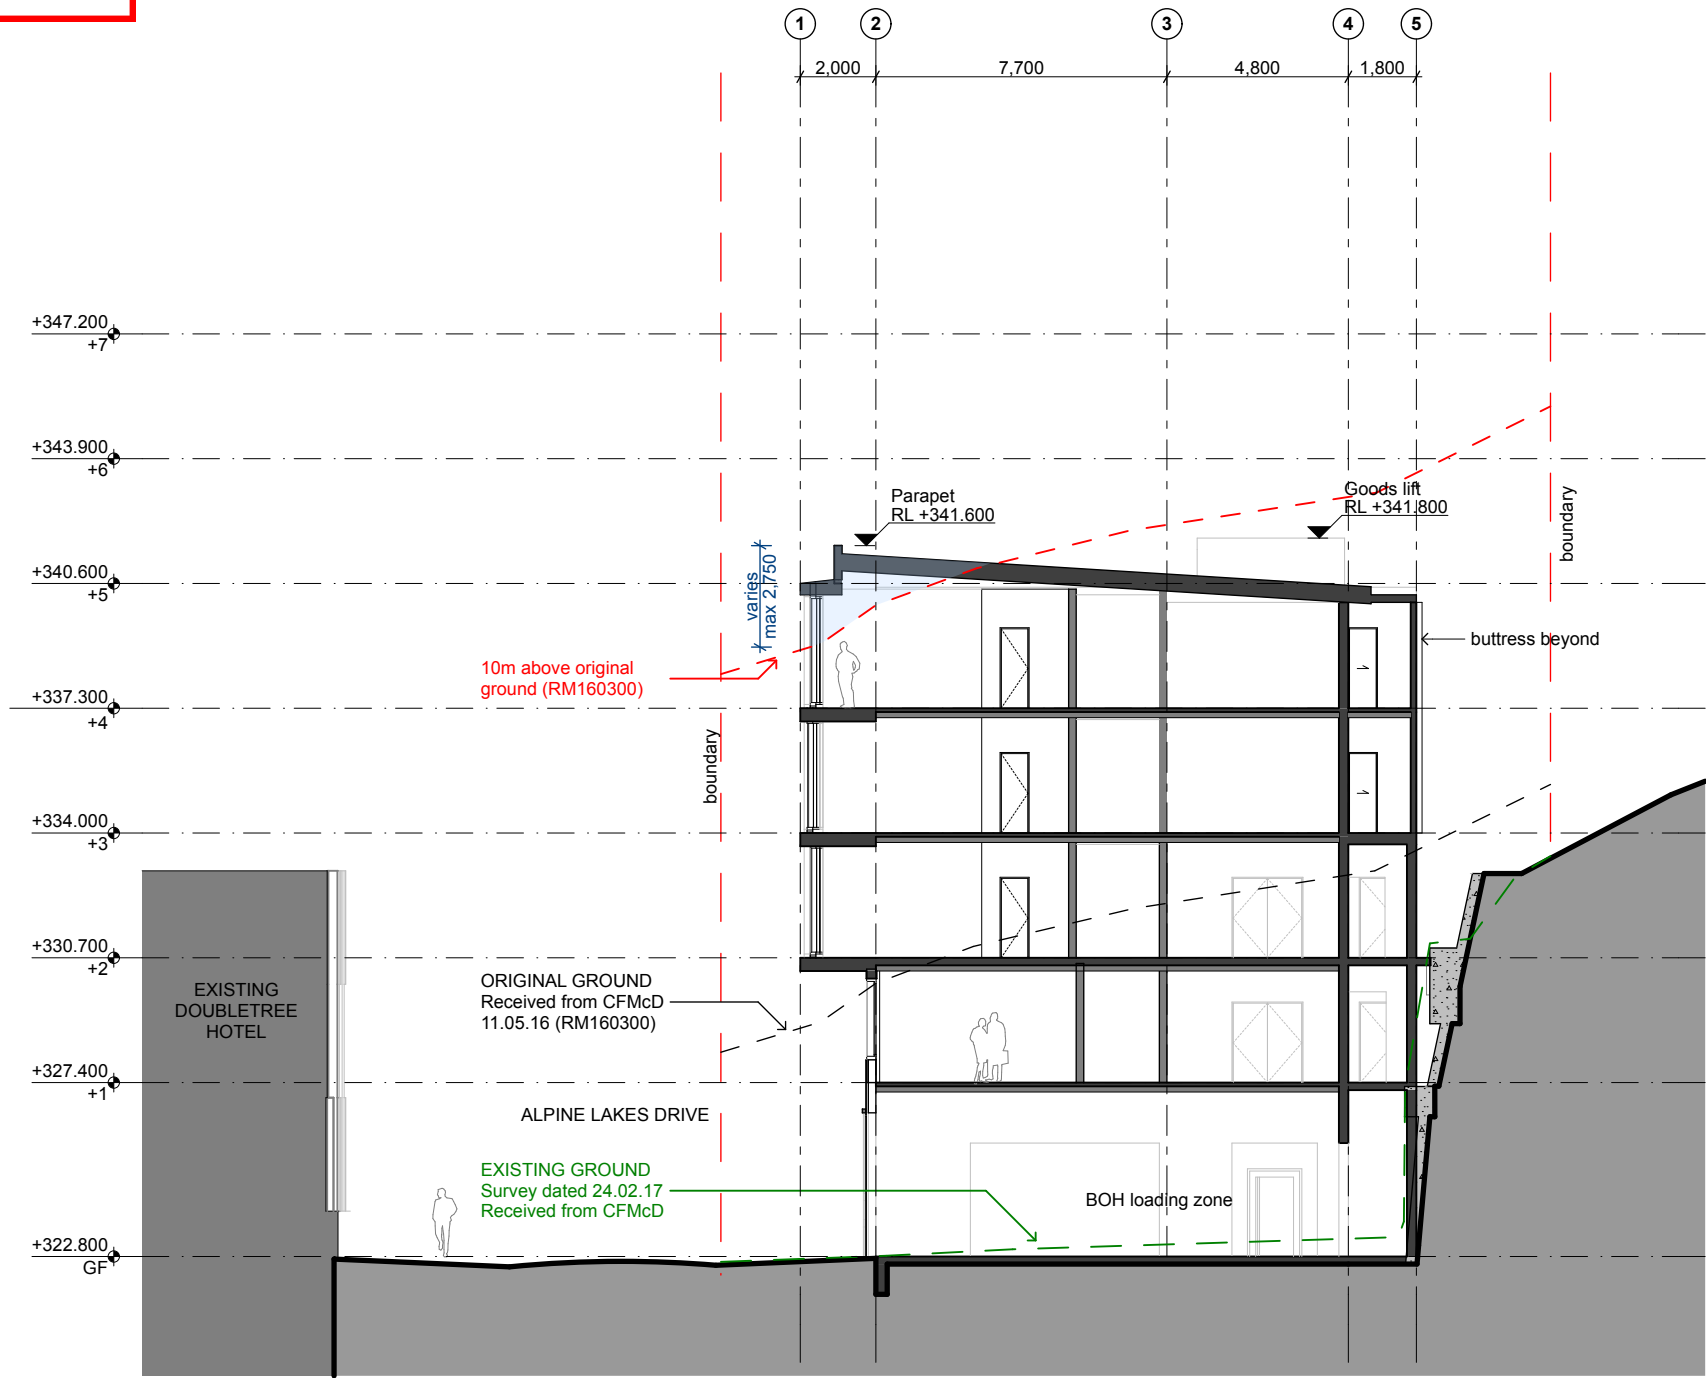 1 2 3 4 5
2,000 7,700 4,800 1,800
+347.200
+7
+343.900
+6
Parapet
RL +341.600
Goods lift
RL +341.800
boundary
+340.600
+5
varies
max 2,750
buttress beyond
10m above original
ground (RM160300)
+337.300
+4
boundary
+334.000
+3
+330.700
+2
EXISTING
DOUBLETREE
HOTEL
ORIGINAL GROUND
Received from CFMcD
11.05.16 (RM160300)
+327.400
+1
ALPINE LAKES DRIVE
EXISTING GROUND
Survey dated 24.02.17
Received from CFMcD
BOH loading zone
+322.800
GF